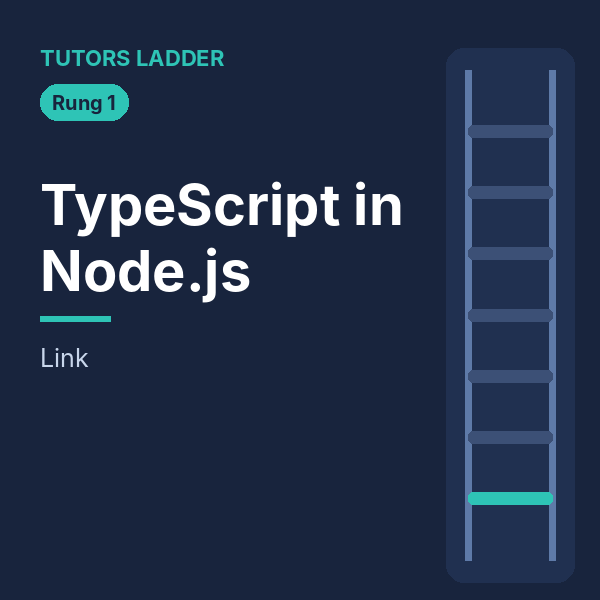 TUTORS LADDER
Rung 1
TypeScript in
Node.js
Link